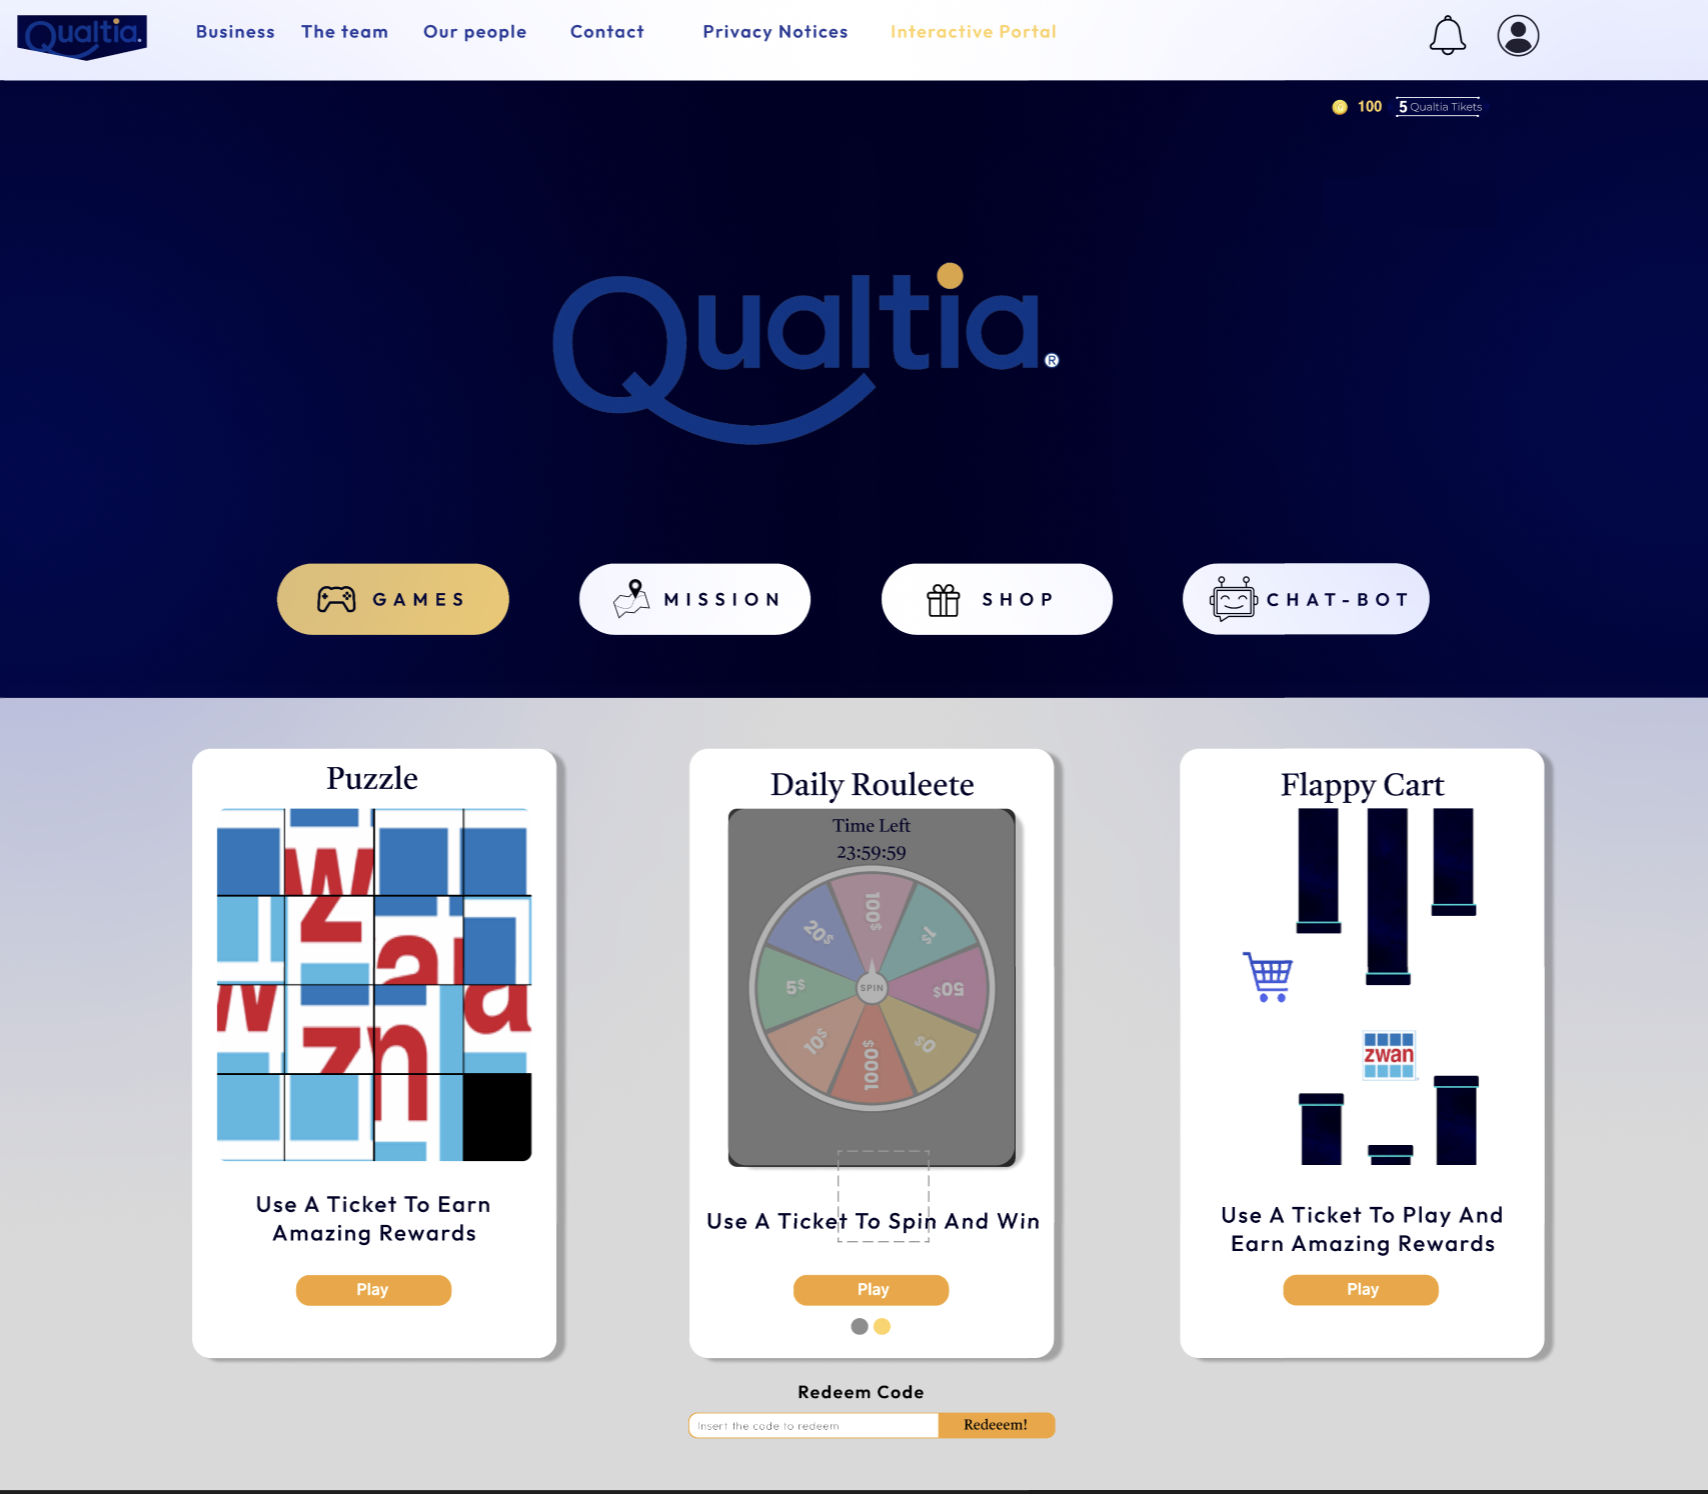 Qualtia.
Business The team Our people Contact Privacy Notices Interactive Portal
100 5 Qualtia Tikets
Qualtia®
GAMES MISSION SHOP CHAT-BOT
Puzzle
zw
a
w
a
z
n
Use A Ticket To Earn
Amazing Rewards
Play
Daily Rouleete
Time Left
23:59:59
100$
1$
50$
0$
1000$
10$
5$
20$
SPIN
Use A Ticket To Spin And Win
Play
Flappy Cart
zwan
Use A Ticket To Play And
Earn Amazing Rewards
Play
Redeem Code
Insert the code to redeem Redeeem!